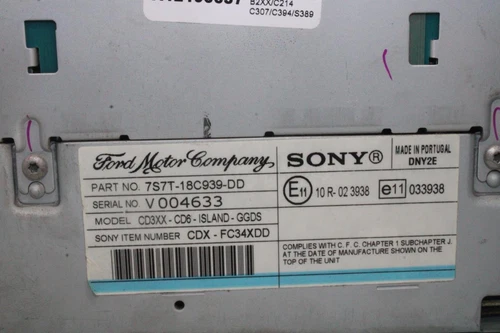 B2XX/C214
C307/C394/S389
Ford Motor Company
PART NO. 7S7T-18C939-DD
SERIAL NO V 004633
MODEL CD3XX - CD6 - ISLAND - GGDS
SONY ITEM NUMBER CDX - FC34XDD
SONY®
MADE IN PORTUGAL
DNY2E
E11 10 R- 02 3938 e11 033938
COMPLIES WITH C. F. C. CHAPTER 1 SUBCHAPTER J.
AT THE DATE OF MANUFACTURE SHOWN ON THE
TOP OF THE UNIT